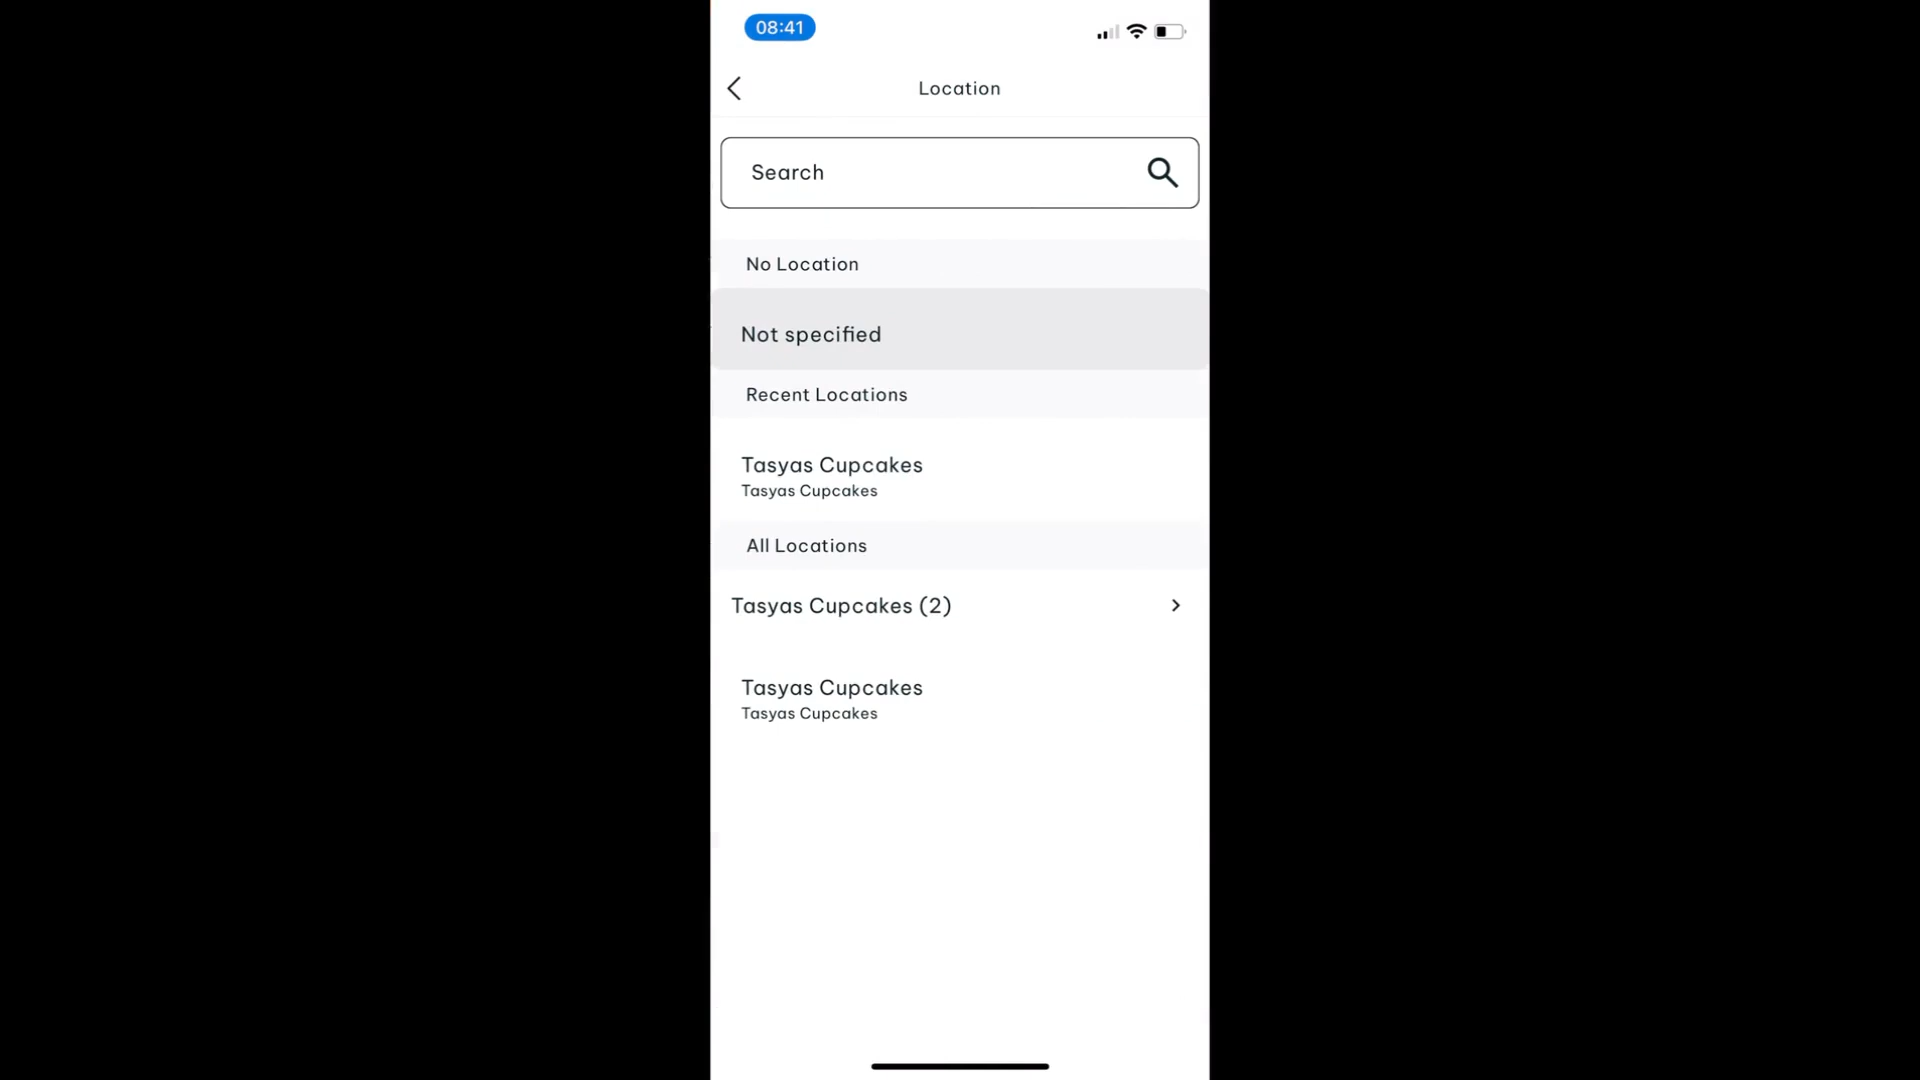 08:41
Location
Search
No Location
Not specified
Recent Locations
Tasyas Cupcakes
Tasyas Cupcakes
All Locations
Tasyas Cupcakes (2)
Tasyas Cupcakes
Tasyas Cupcakes